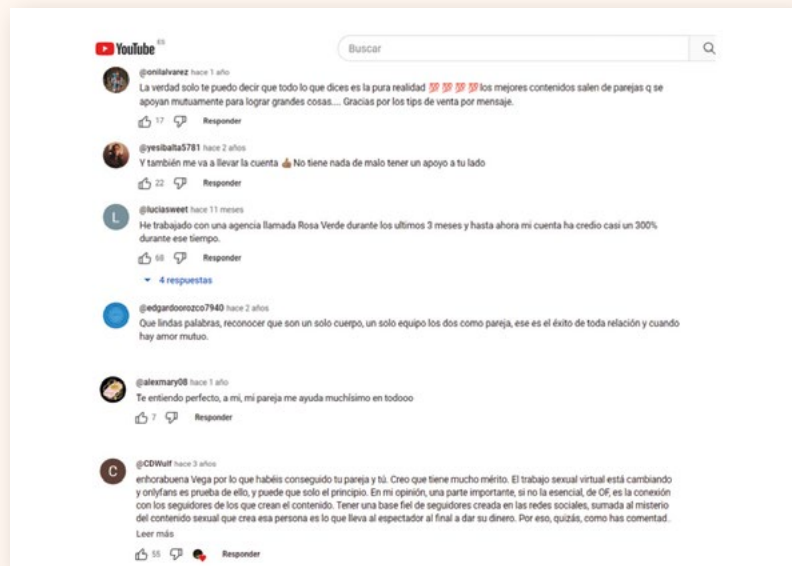 YouTube ES
Buscar
@onilalvarez hace 1 año
La verdad solo te puedo decir que todo lo que dices es la pura realidad 💯 💯 💯 💯 los mejores contenidos salen de parejas q se
apoyan mutuamente para lograr grandes cosas.... Gracias por los tips de venta por mensaje.
17 Responder
@yesibalta5781 hace 2 años
Y también me va a llevar la cuenta 👍🏽 No tiene nada de malo tener un apoyo a tu lado
22 Responder
L
@luciasweet hace 11 meses
He trabajado con una agencia llamada Rosa Verde durante los ultimos 3 meses y hasta ahora mi cuenta ha credio casi un 300%
durante ese tiempo.
68 Responder
4 respuestas
@edgardoorozco7940 hace 2 años
Que lindas palabras, reconocer que son un solo cuerpo, un solo equipo los dos como pareja, ese es el éxito de toda relación y cuando
hay amor mutuo.
@alexmary08 hace 1 año
Te entiendo perfecto, a mi, mi pareja me ayuda muchísimo en todooo
7 Responder
C
@CDWulf hace 3 años
enhorabuena Vega por lo que habéis conseguido tu pareja y tú. Creo que tiene mucho mérito. El trabajo sexual virtual está cambiando
y onlyfans es prueba de ello, y puede que solo el principio. En mi opinión, una parte importante, si no la esencial, de OF, es la conexión
con los seguidores de los que crean el contenido. Tener una base fiel de seguidores creada en las redes sociales, sumada al misterio
del contenido sexual que crea esa persona es lo que lleva al espectador al final a dar su dinero. Por eso, quizás, como has comentad.
Leer más
55 Responder